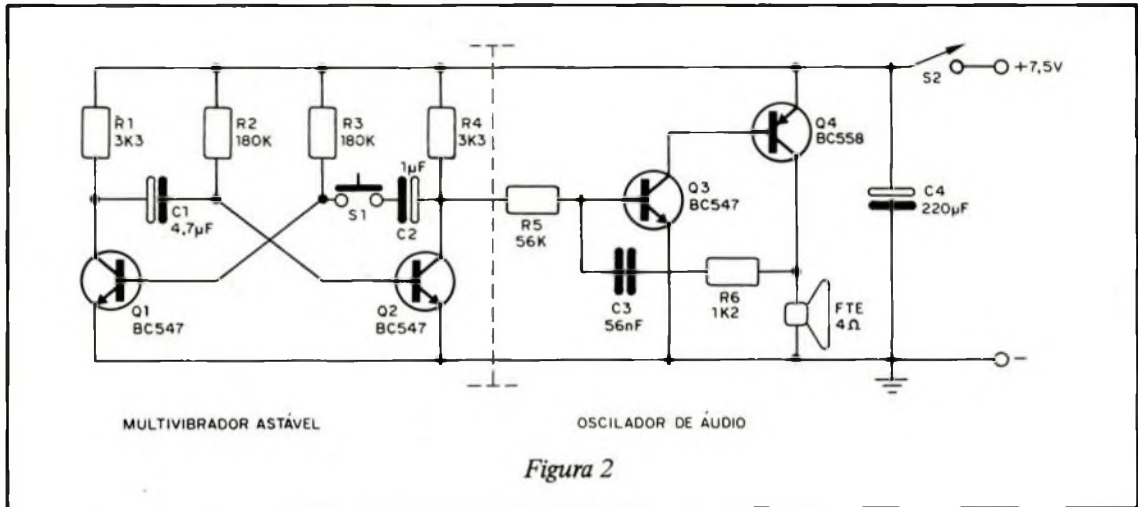 R1
3K3
R2
180K
R3
180K
R4
3K3
1µF
S1
C2
C1
4,7µF
Q1
BC547
Q2
BC547
R5
56K
Q3
BC547
Q4
BC558
C3
56nF
R6
1K2
FTE
4Ω
C4
220µF
S2
+7,5V
-
MULTIVIBRADOR ASTÁVEL
OSCILADOR DE ÁUDIO
Figura 2